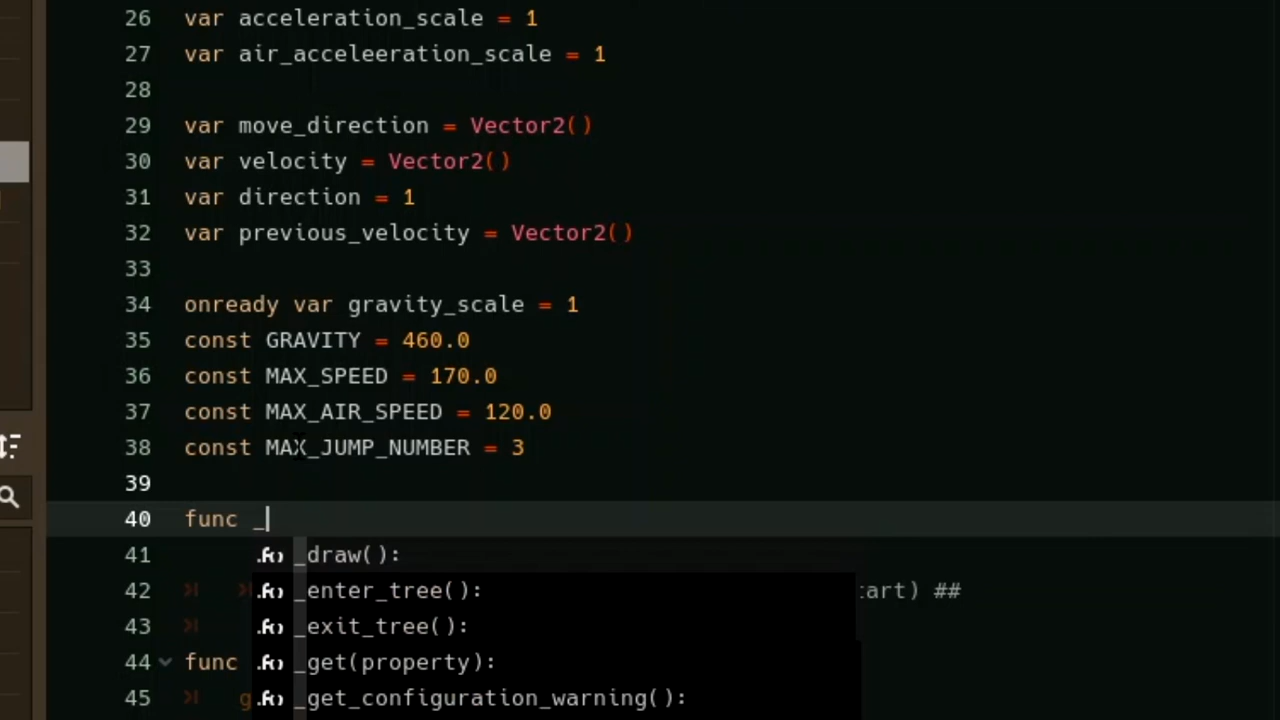 26 var acceleration_scale = 1
27 var air_acceleeration_scale = 1
28
29 var move_direction = Vector2()
30 var velocity = Vector2()
31 var direction = 1
32 var previous_velocity = Vector2()
33
34 onready var gravity_scale = 1
35 const GRAVITY = 460.0
36 const MAX_SPEED = 170.0
37 const MAX_AIR_SPEED = 120.0
38 const MAX_JUMP_NUMBER = 3
39
40 func _
41 _draw():
42 _enter_tree(): art) ##
43 _exit_tree():
44 func _get(property):
45 g _get_configuration_warning():